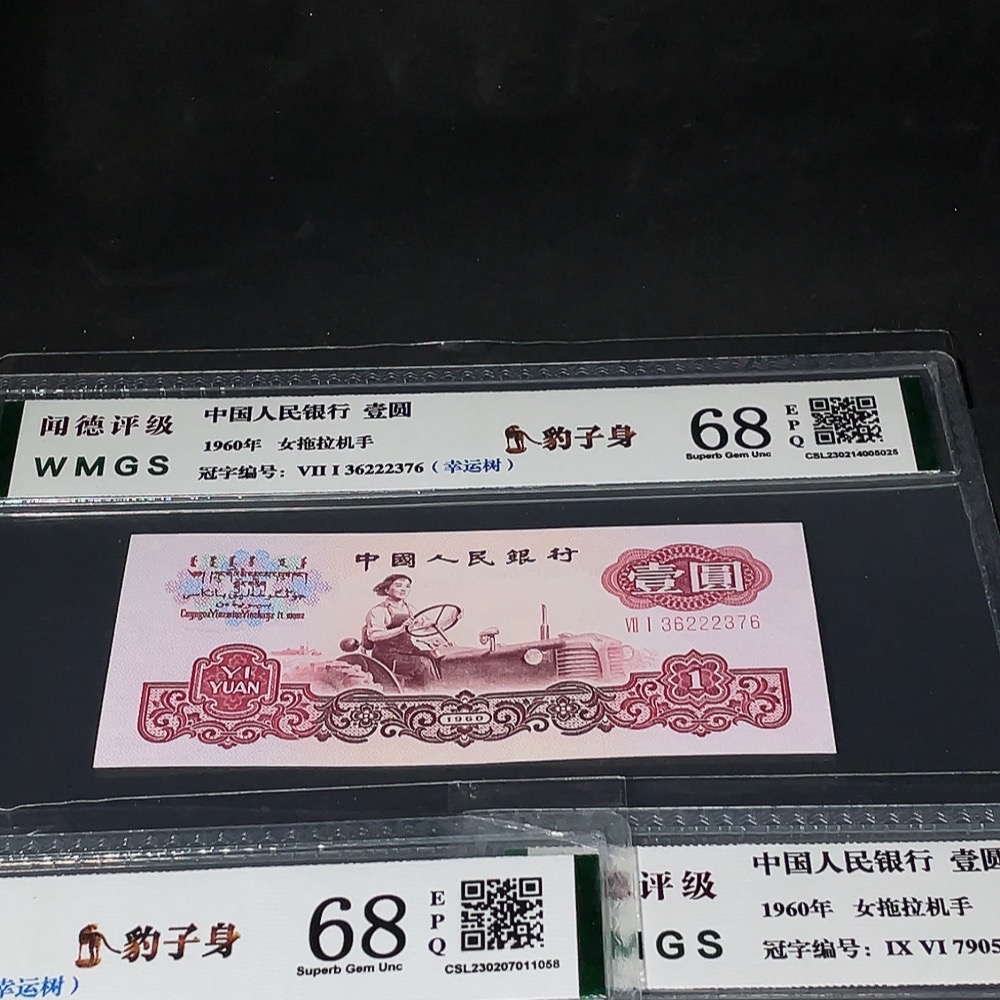 闻德评级
WMGS
中国人民银行 壹圆
1960年 女拖拉机手
冠字编号：VII I 36222376（幸运树）
豹子身
68
Superb Gem Unc
EPQ
CSL230214005025
中國人民銀行
壹圓
VII I 36222376
YI
YUAN
1960
1
豹子身
68
Superb Gem Unc
EPQ
CSL230207011058
幸运树）
评级
GS
中国人民银行 壹圆
1960年 女拖拉机手
冠字编号：IX VI 7905